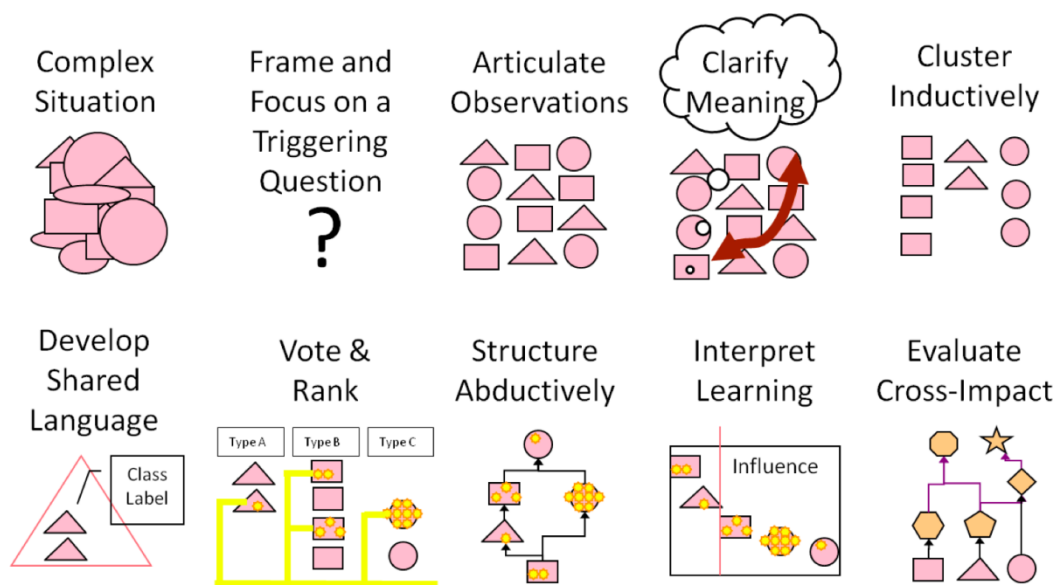 Complex
Situation
Frame and
Focus on a
Triggering
Question
?
Articulate
Observations
Clarify
Meaning
Cluster
Inductively
Develop
Shared
Language
Class
Label
Vote &
Rank
Type A
Type B
Type C
Structure
Abductively
Interpret
Learning
Influence
Evaluate
Cross-Impact